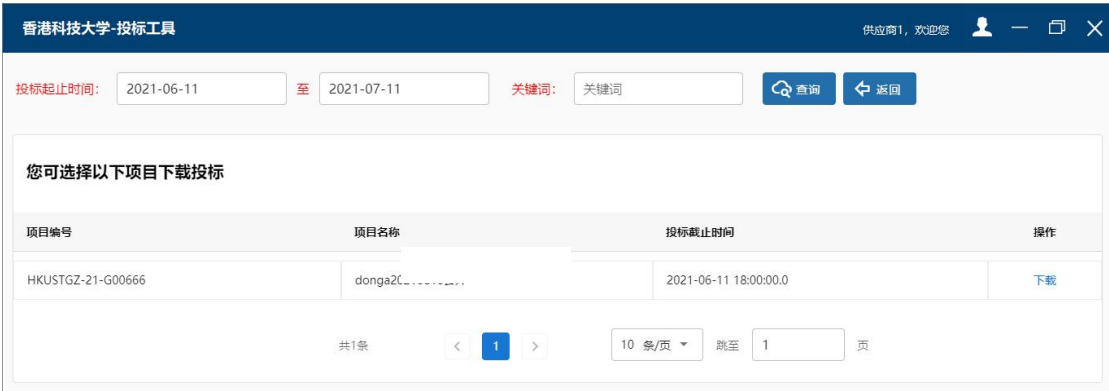 香港科技大学-投标工具
供应商1，欢迎您
投标起止时间： 2021-06-11 至 2021-07-11 关键词： 关键词 查询 返回
您可选择以下项目下载投标
项目编号 项目名称 投标截止时间 操作
HKUSTGZ-21-G00666 2021-06-11 18:00:00.0 下载
共1条 < 1 > 10 条/页 跳至 1 页